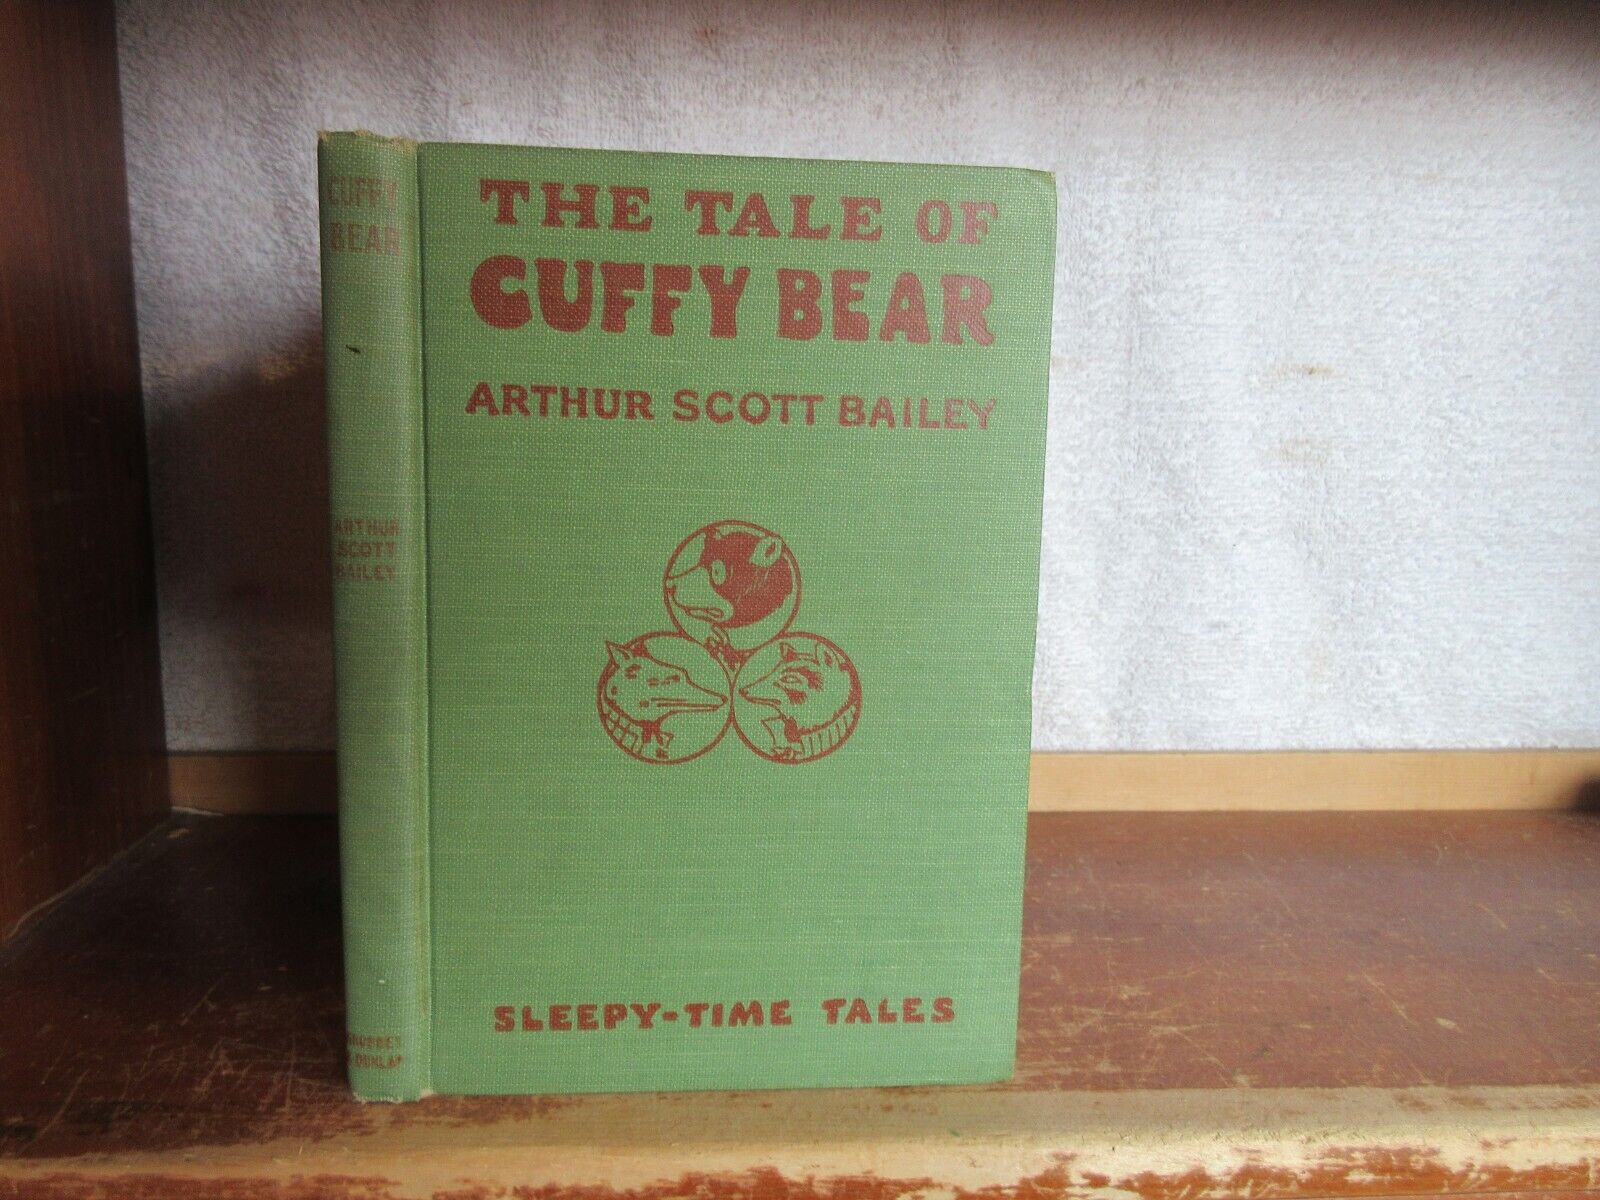 CUFFY
BEAR
ARTHUR
SCOTT
BAILEY
GROSSET
& DUNLAP
THE TALE OF
CUFFY BEAR
ARTHUR SCOTT BAILEY
SLEEPY-TIME TALES